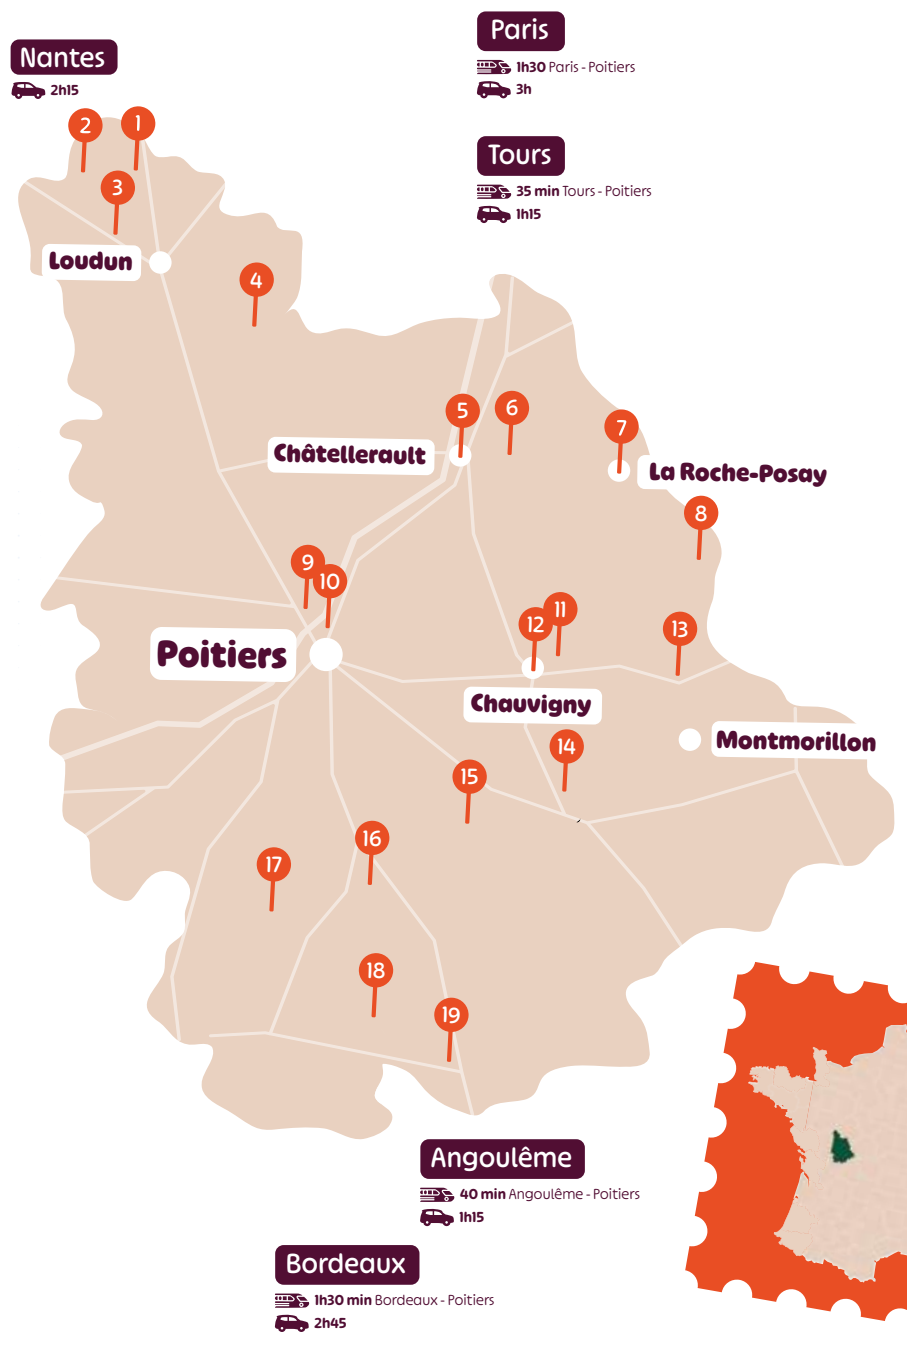 Nantes
2h15
Paris
1h30 Paris - Poitiers
3h
Tours
35 min Tours - Poitiers
1h15
2
1
3
Loudun
4
5
6
7
Châtellerault
La Roche-Posay
8
9
10
11
12
13
Poitiers
Chauvigny
Montmorillon
14
15
16
17
18
19
Angoulême
40 min Angoulême - Poitiers
1h15
Bordeaux
1h30 min Bordeaux - Poitiers
2h45